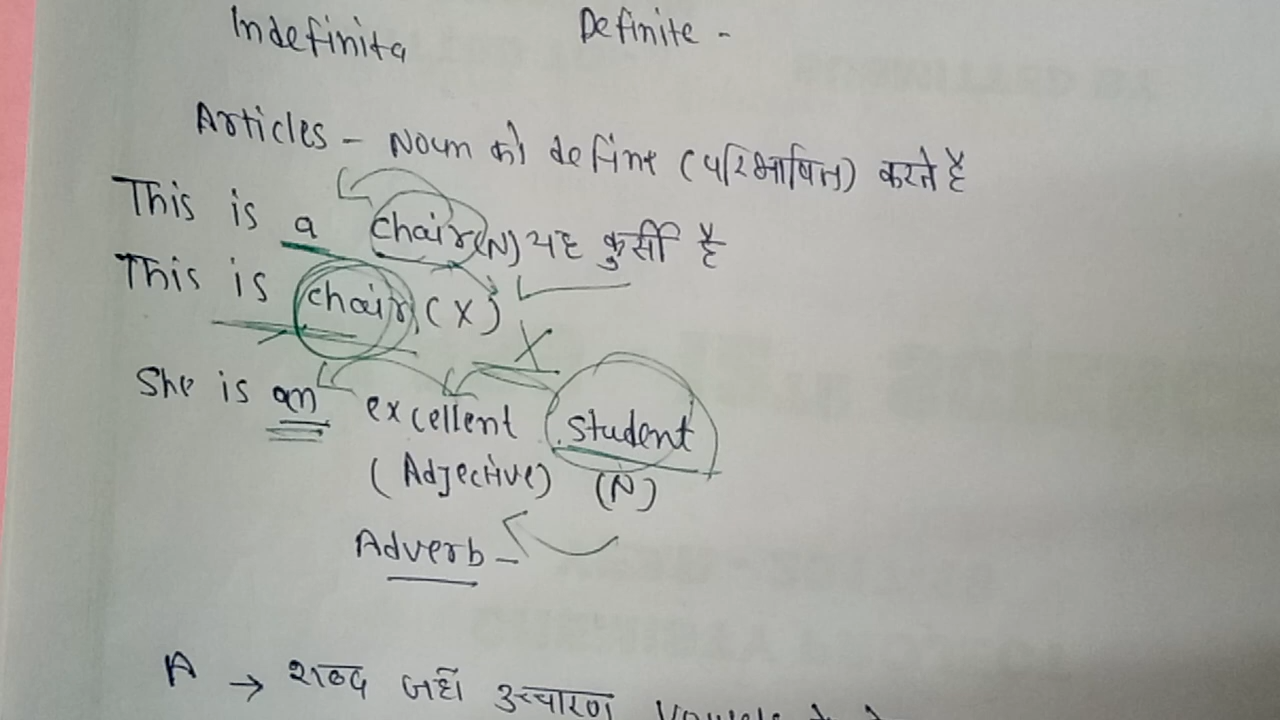 Indefinita Definite -
Articles - Noun को define (परिभाषित) करते है
This is a chair (N) यह कुर्सी है
This is chair (X)
X
She is an excellent student
(Adjective) (N)
Adverb -
A → शब्द जहाँ उच्चारण